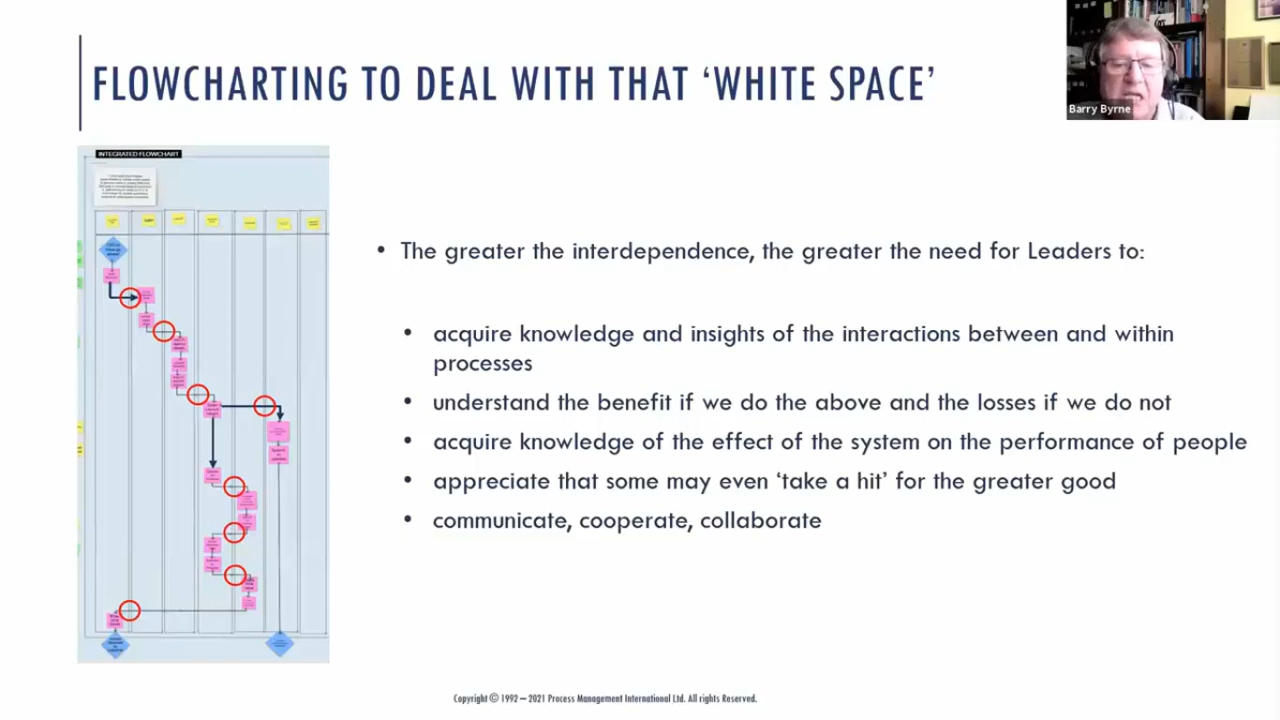 FLOWCHARTING TO DEAL WITH THAT ‘WHITE SPACE’
Barry Byrne
INTEGRATED FLOWCHART
• The greater the interdependence, the greater the need for Leaders to:
• acquire knowledge and insights of the interactions between and within
processes
• understand the benefit if we do the above and the losses if we do not
• acquire knowledge of the effect of the system on the performance of people
• appreciate that some may even ‘take a hit’ for the greater good
• communicate, cooperate, collaborate
Copyright © 1992 – 2021 Process Management International Ltd. All rights Reserved.